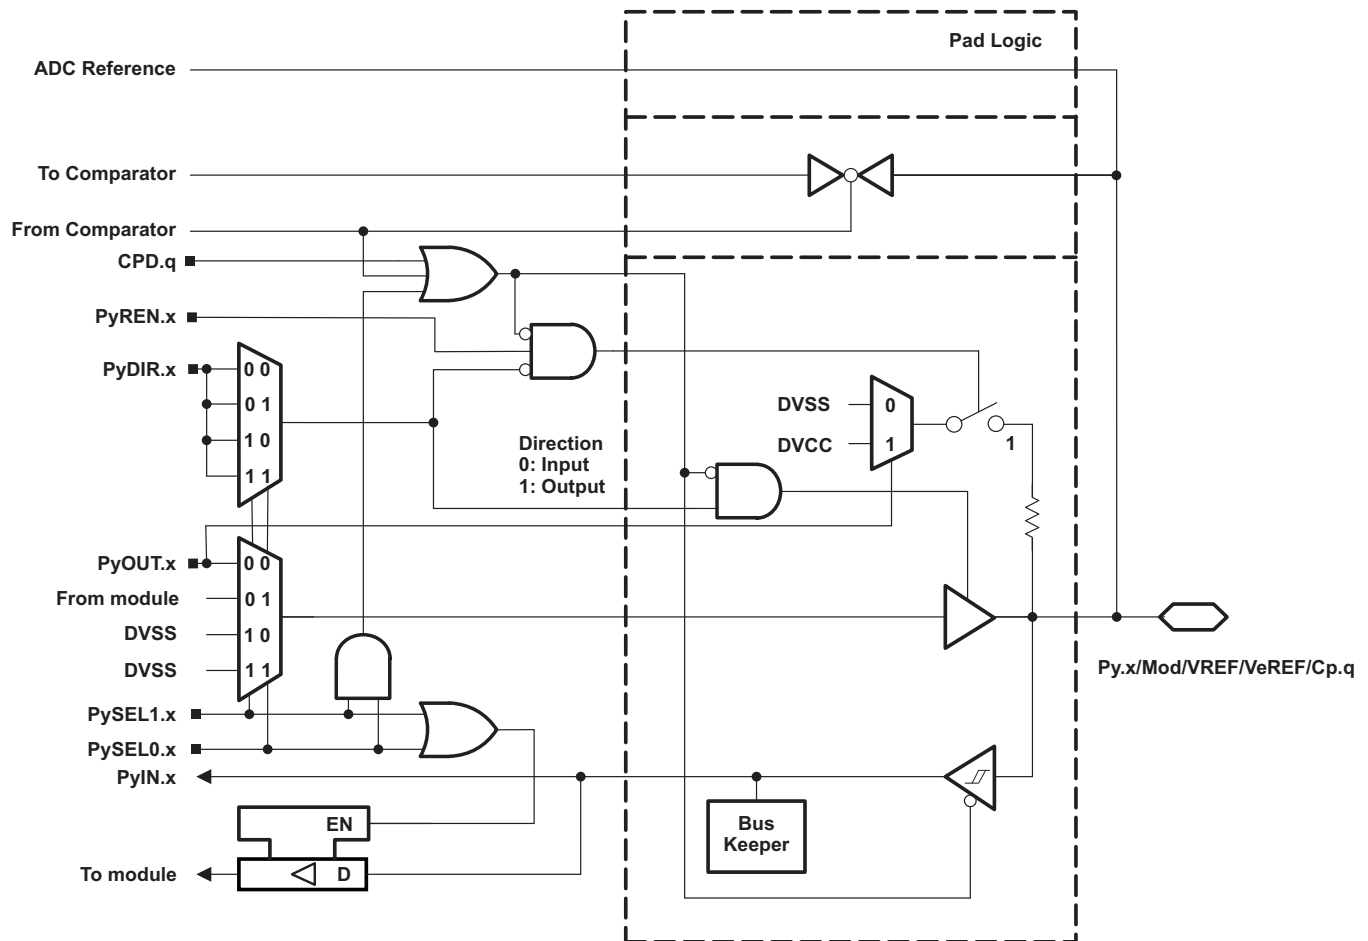 Pad Logic
ADC Reference
To Comparator
From Comparator
CPD.q
PyREN.x
PyDIR.x
0 0
0 1
1 0
1 1
DVSS
0
DVCC
1
1
Direction
0: Input
1: Output
PyOUT.x
0 0
From module
0 1
DVSS
1 0
DVSS
1 1
Py.x/Mod/VREF/VeREF/Cp.q
PySEL1.x
PySEL0.x
PyIN.x
EN
Bus
Keeper
To module
D